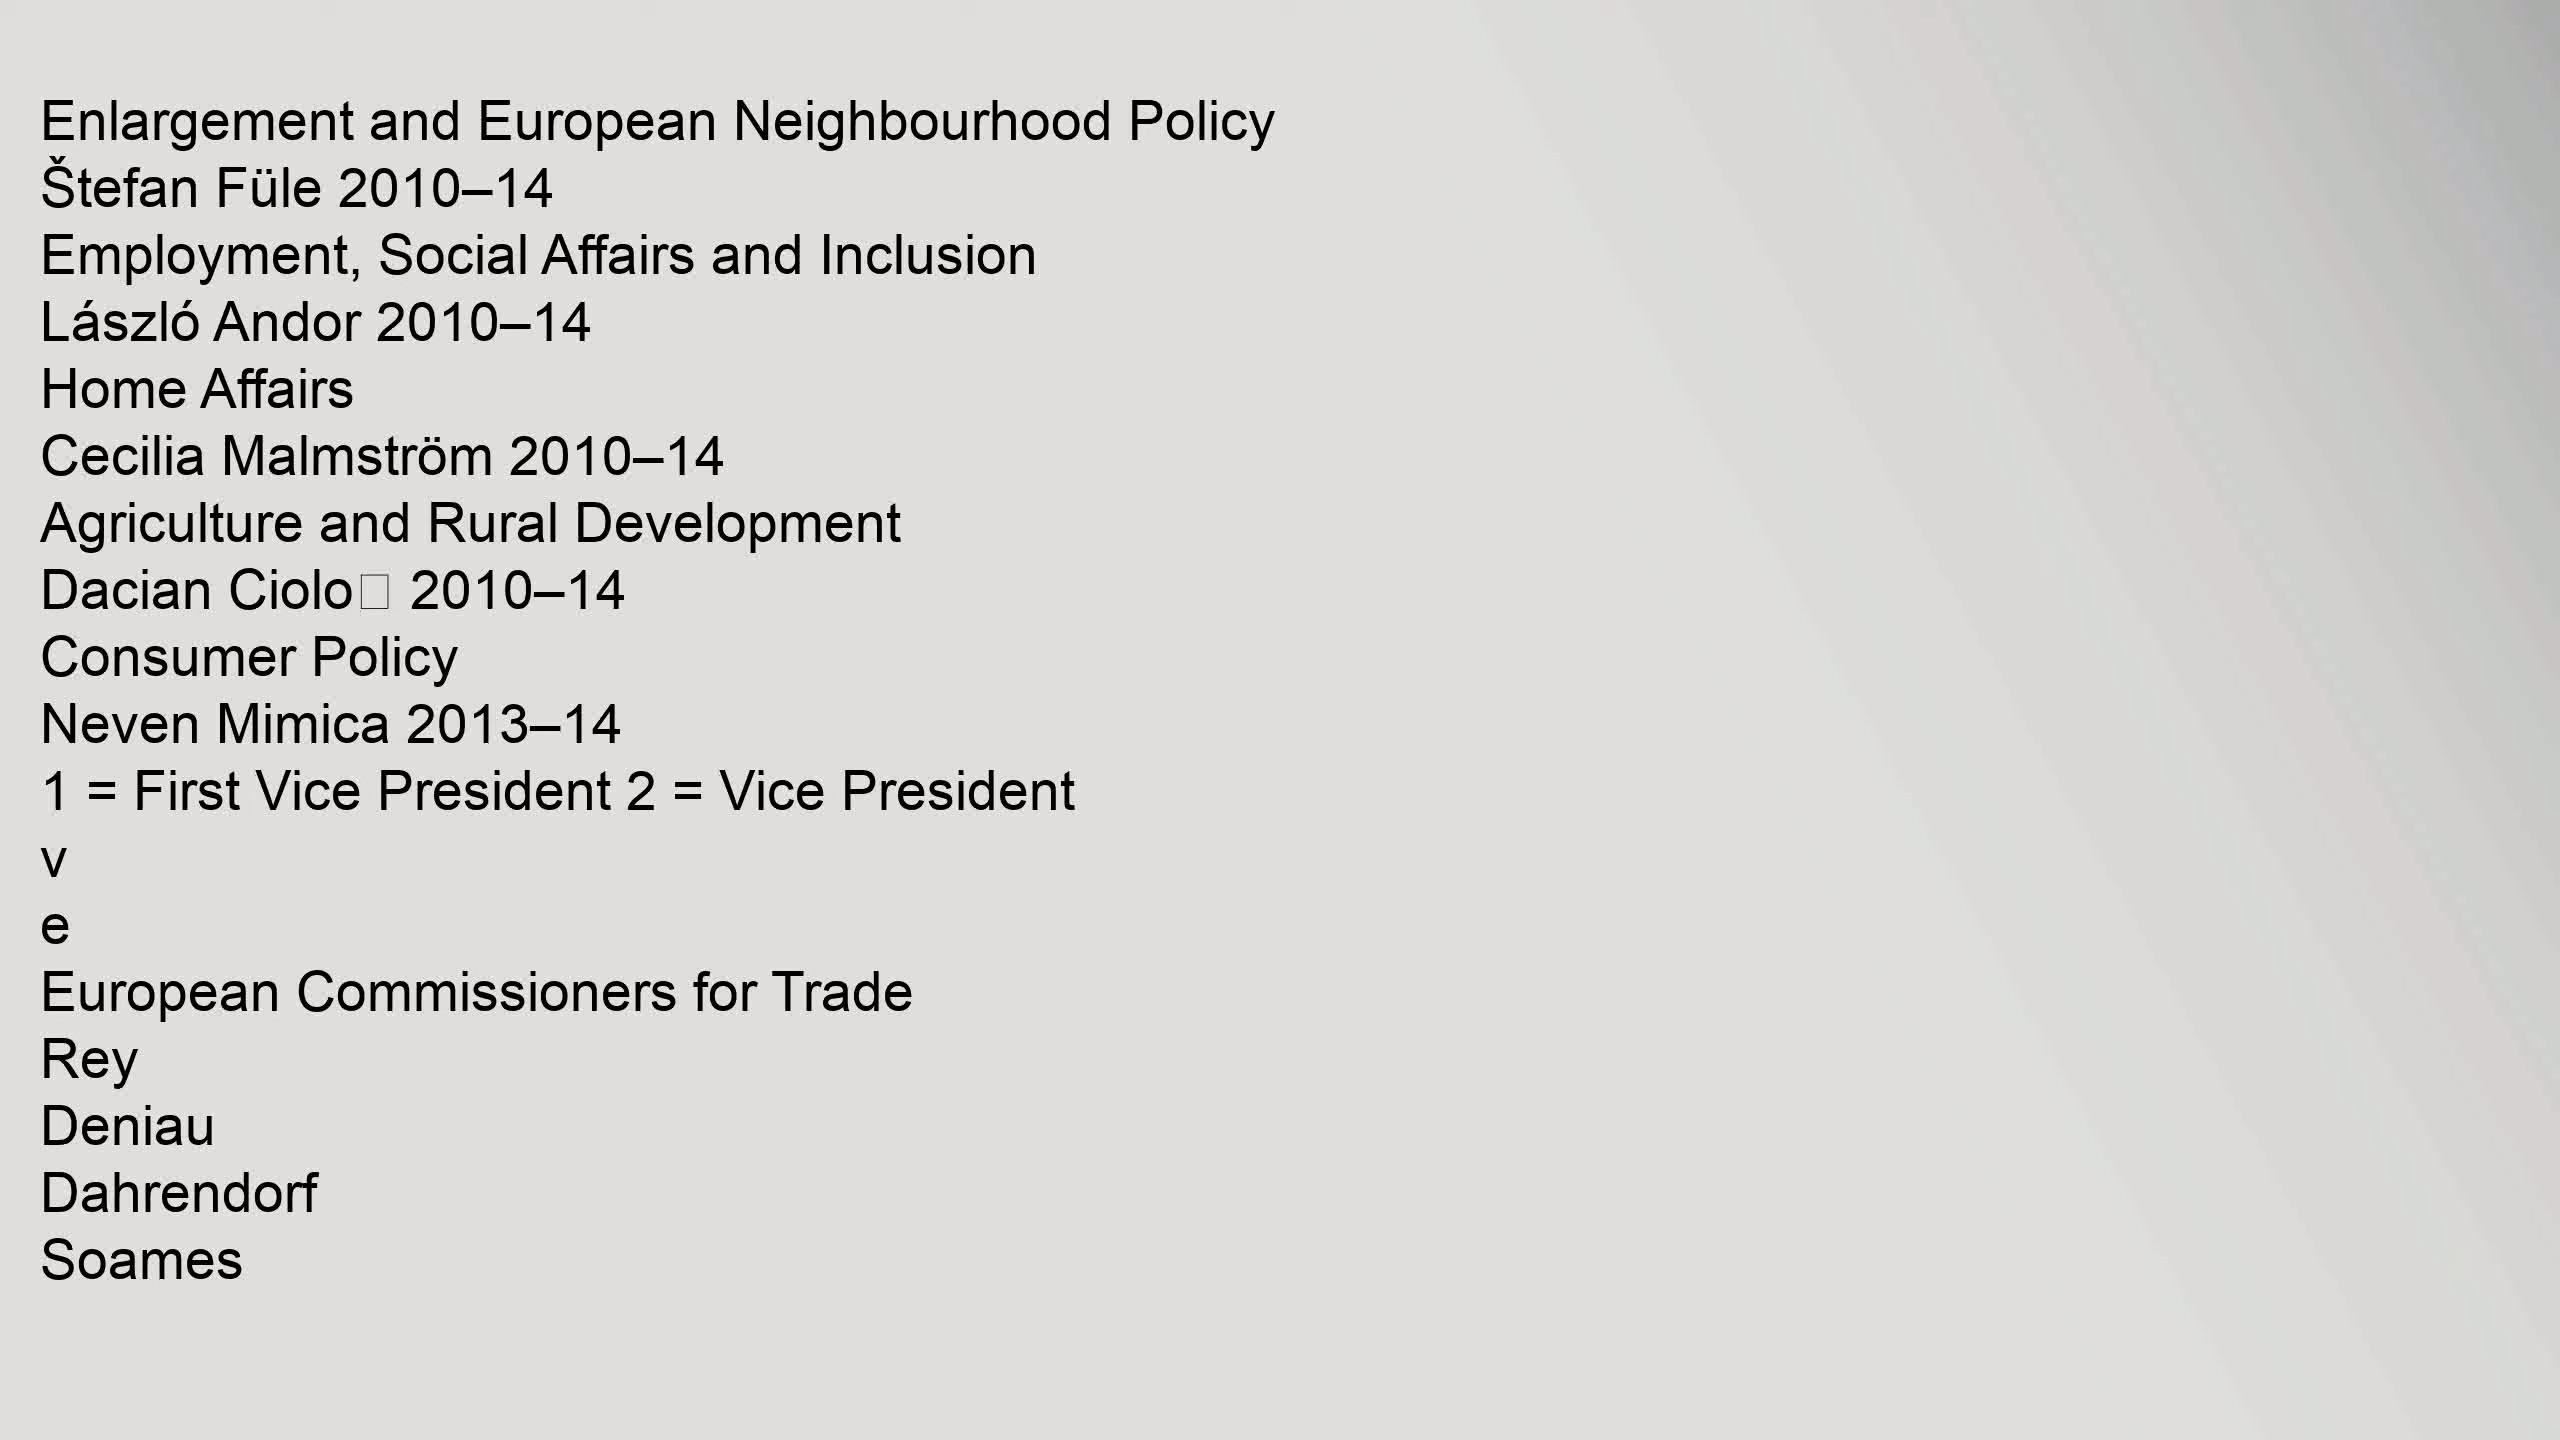 Enlargement and European Neighbourhood Policy
Štefan Füle 2010–14
Employment, Social Affairs and Inclusion
László Andor 2010–14
Home Affairs
Cecilia Malmström 2010–14
Agriculture and Rural Development
Dacian Ciolo□ 2010–14
Consumer Policy
Neven Mimica 2013–14
1 = First Vice President 2 = Vice President
v
e
European Commissioners for Trade
Rey
Deniau
Dahrendorf
Soames